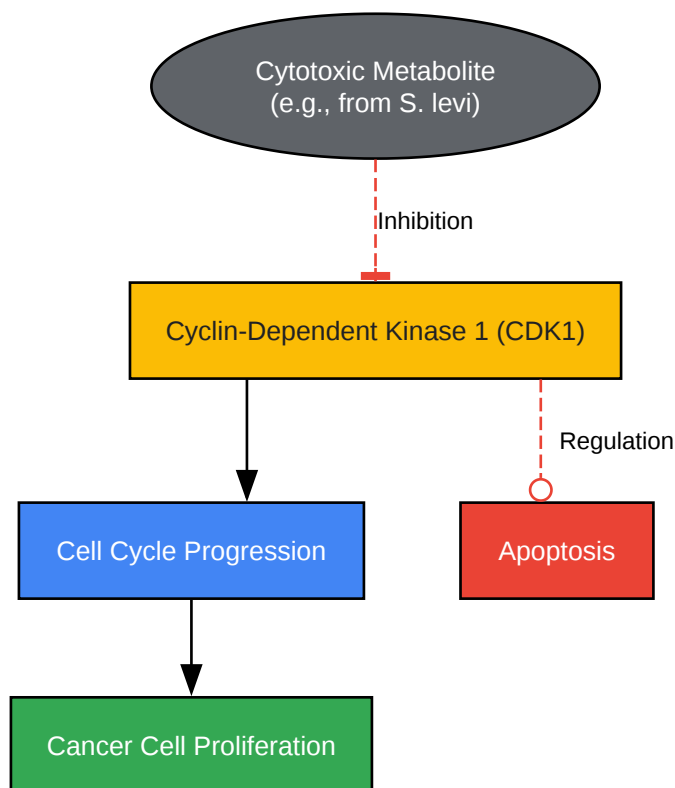 Cytotoxic Metabolite
(e.g., from S. levi)
Inhibition
Cyclin-Dependent Kinase 1 (CDK1)
Regulation
Cell Cycle Progression
Apoptosis
Cancer Cell Proliferation